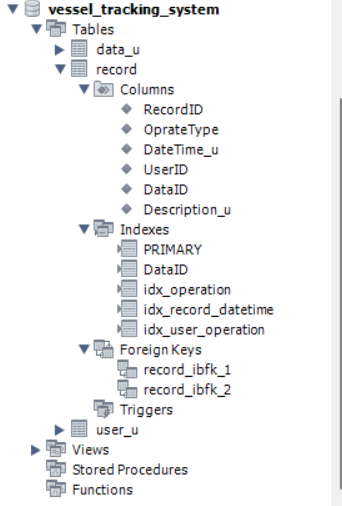 vessel_tracking_system
Tables
data_u
record
Columns
RecordID
OprateType
DateTime_u
UserID
DataID
Description_u
Indexes
PRIMARY
DataID
idx_operation
idx_record_datetime
idx_user_operation
Foreign Keys
record_ibfk_1
record_ibfk_2
Triggers
user_u
Views
Stored Procedures
Functions